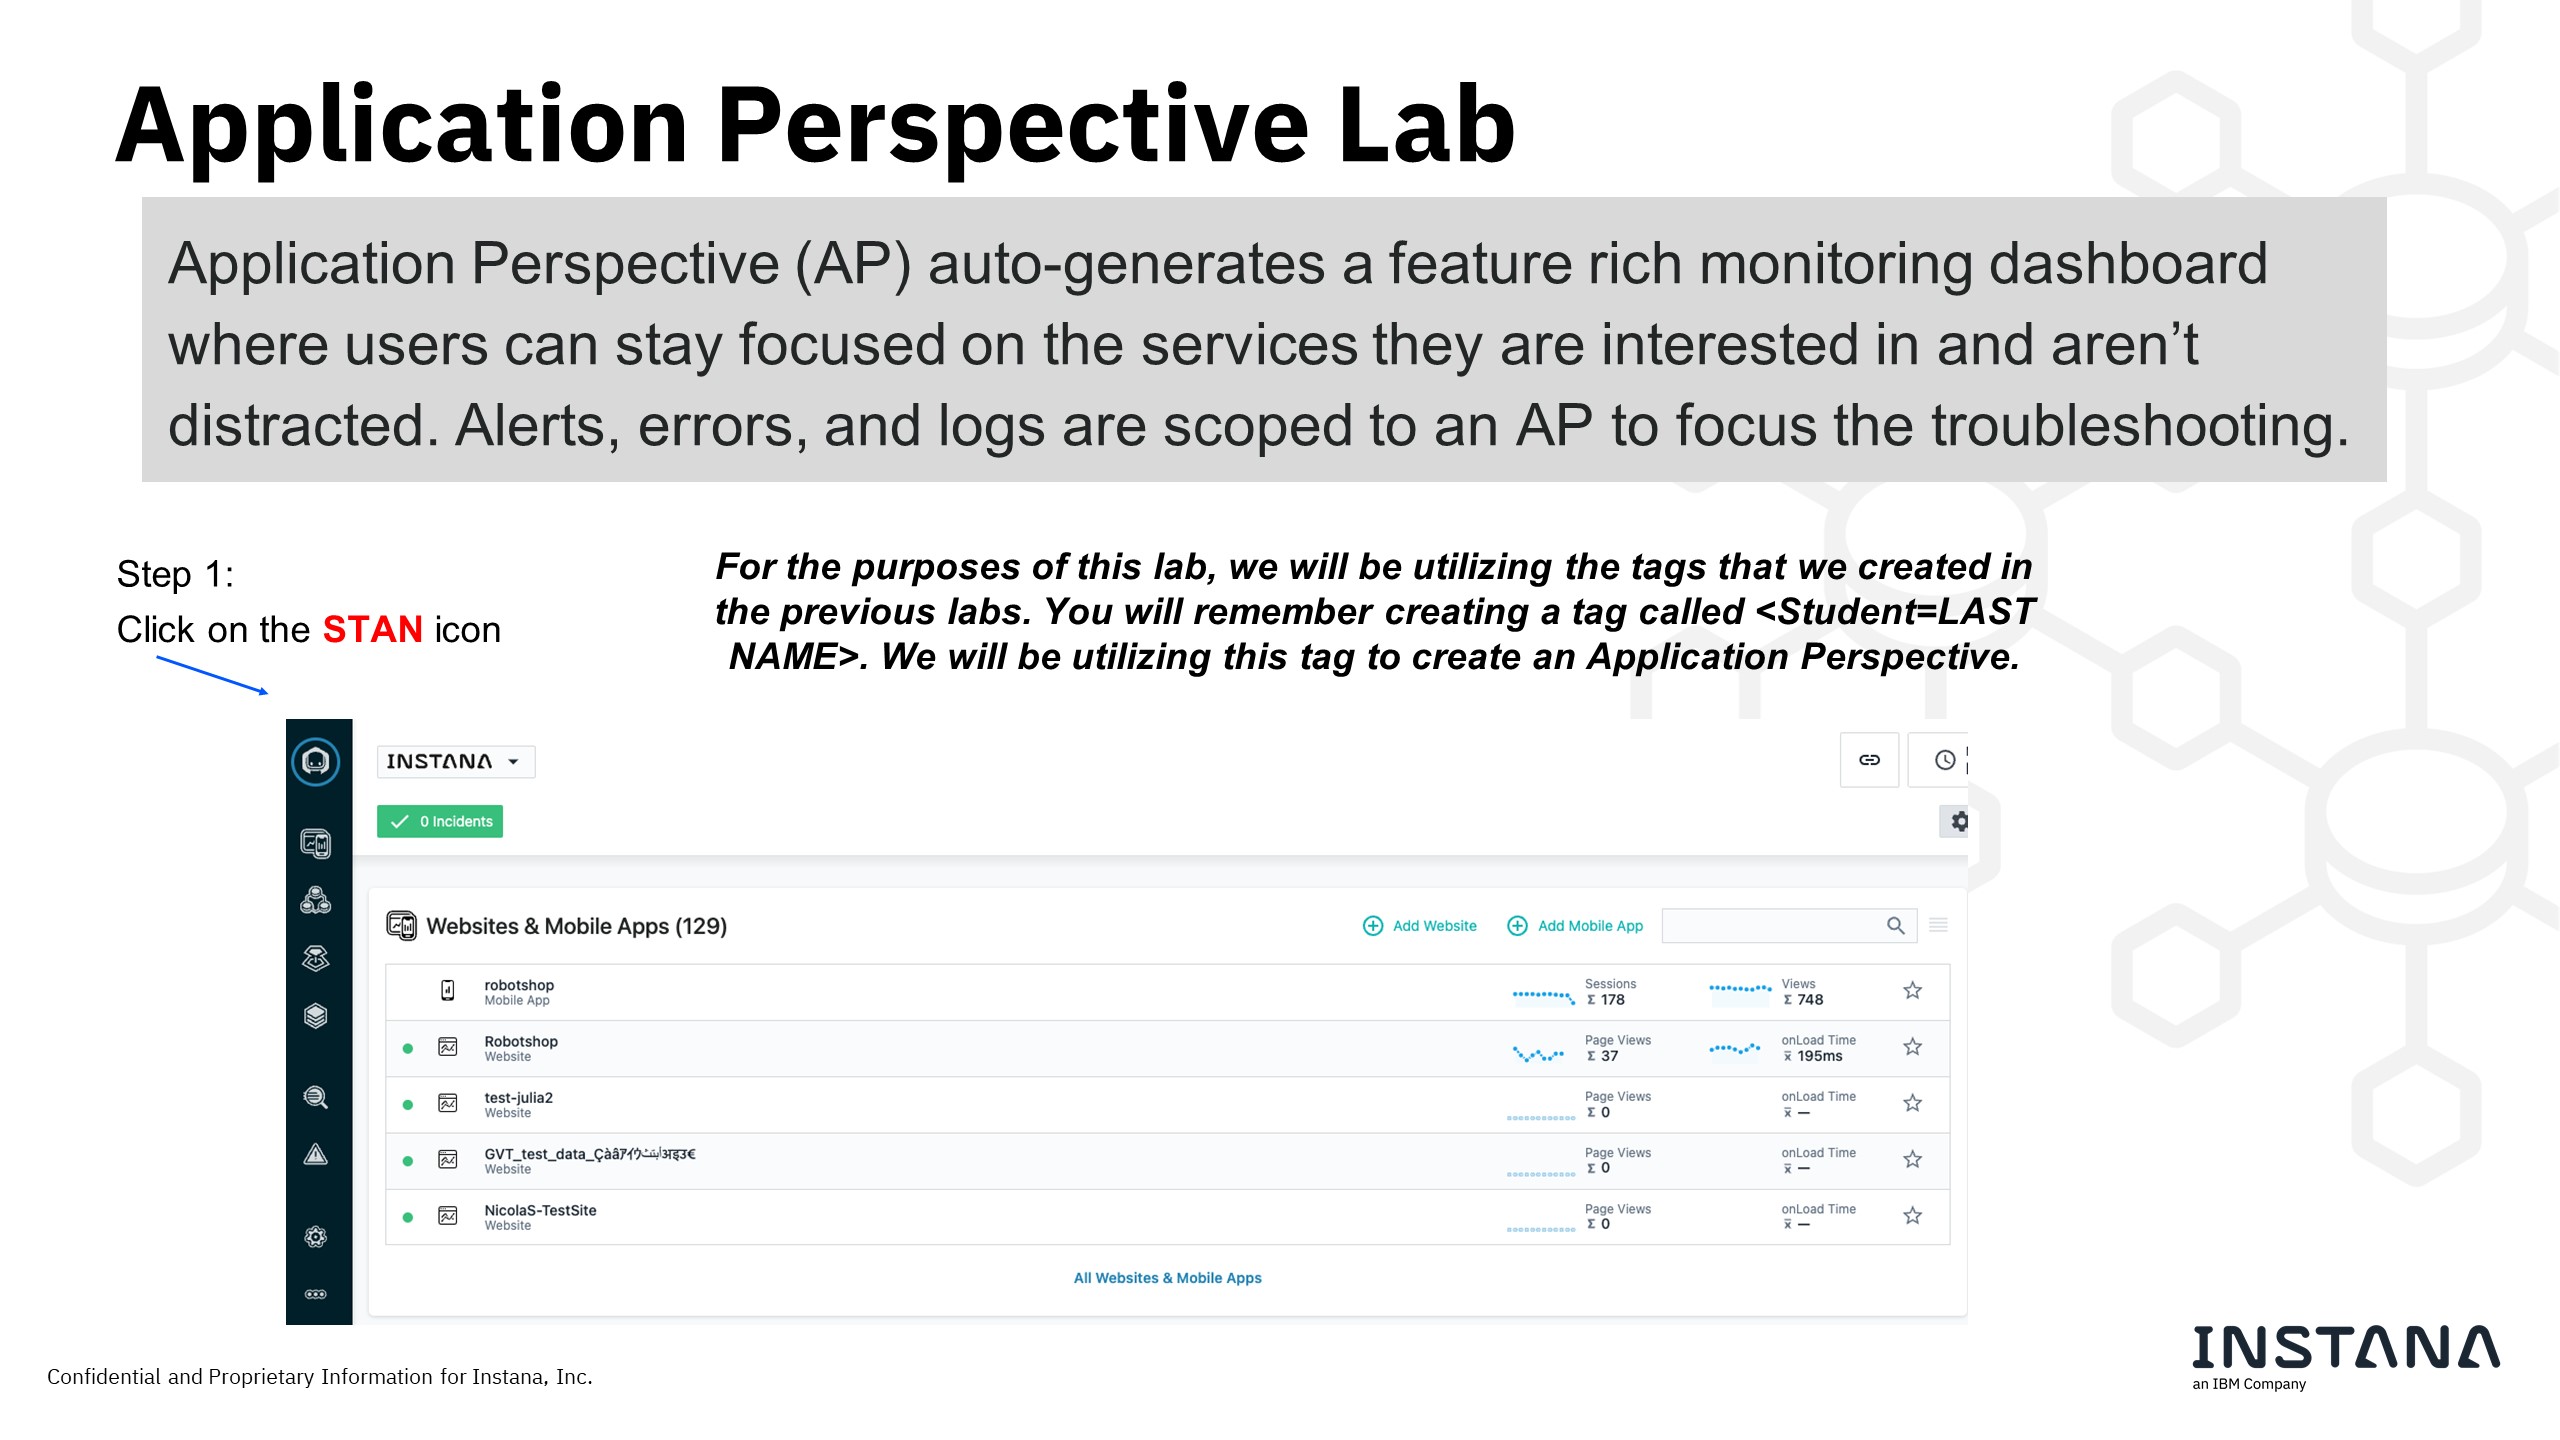 Application Perspective Lab
Application Perspective (AP) auto-generates a feature rich monitoring dashboard
where users can stay focused on the services they are interested in and aren’t
distracted. Alerts, errors, and logs are scoped to an AP to focus the troubleshooting.
Step 1:
Click on the STAN icon
For the purposes of this lab, we will be utilizing the tags that we created in
the previous labs. You will remember creating a tag called <Student=LAST
NAME>. We will be utilizing this tag to create an Application Perspective.
INSTANA
0 Incidents
Websites & Mobile Apps (129)
Add Website
Add Mobile App
robotshop
Mobile App
Sessions
Σ 178
Views
Σ 748
Robotshop
Website
Page Views
Σ 37
onLoad Time
x̄ 195ms
test-julia2
Website
Page Views
Σ 0
onLoad Time
x̄ —
GVT_test_data_Çàâ
Website
Page Views
Σ 0
onLoad Time
x̄ —
NicolaS-TestSite
Website
Page Views
Σ 0
onLoad Time
x̄ —
All Websites & Mobile Apps
Confidential and Proprietary Information for Instana, Inc.
INSTANA
an IBM Company